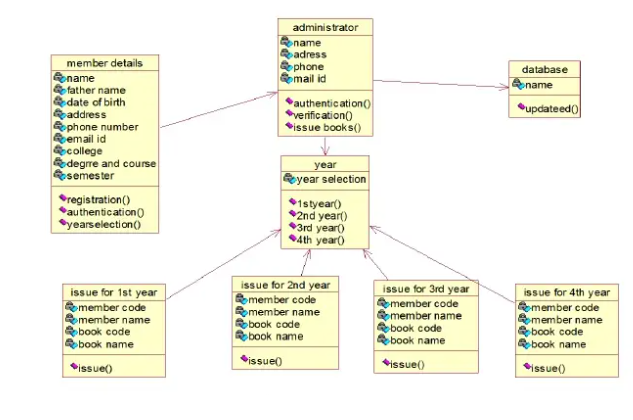 administrator
name
adress
phone
mail id
authentication()
verification()
issue books()
member details
name
father name
date of birth
address
phone number
email id
college
degrre and course
semester
registration()
authentication()
yearselection()
database
name
updateed()
year
year selection
1styear()
2nd year()
3rd year()
4th year()
issue for 1st year
member code
member name
book code
book name
issue()
issue for 2nd year
member code
member name
book code
book name
issue()
issue for 3rd year
member code
member name
book code
book name
issue()
issue for 4th year
member code
member name
book code
book name
issue()